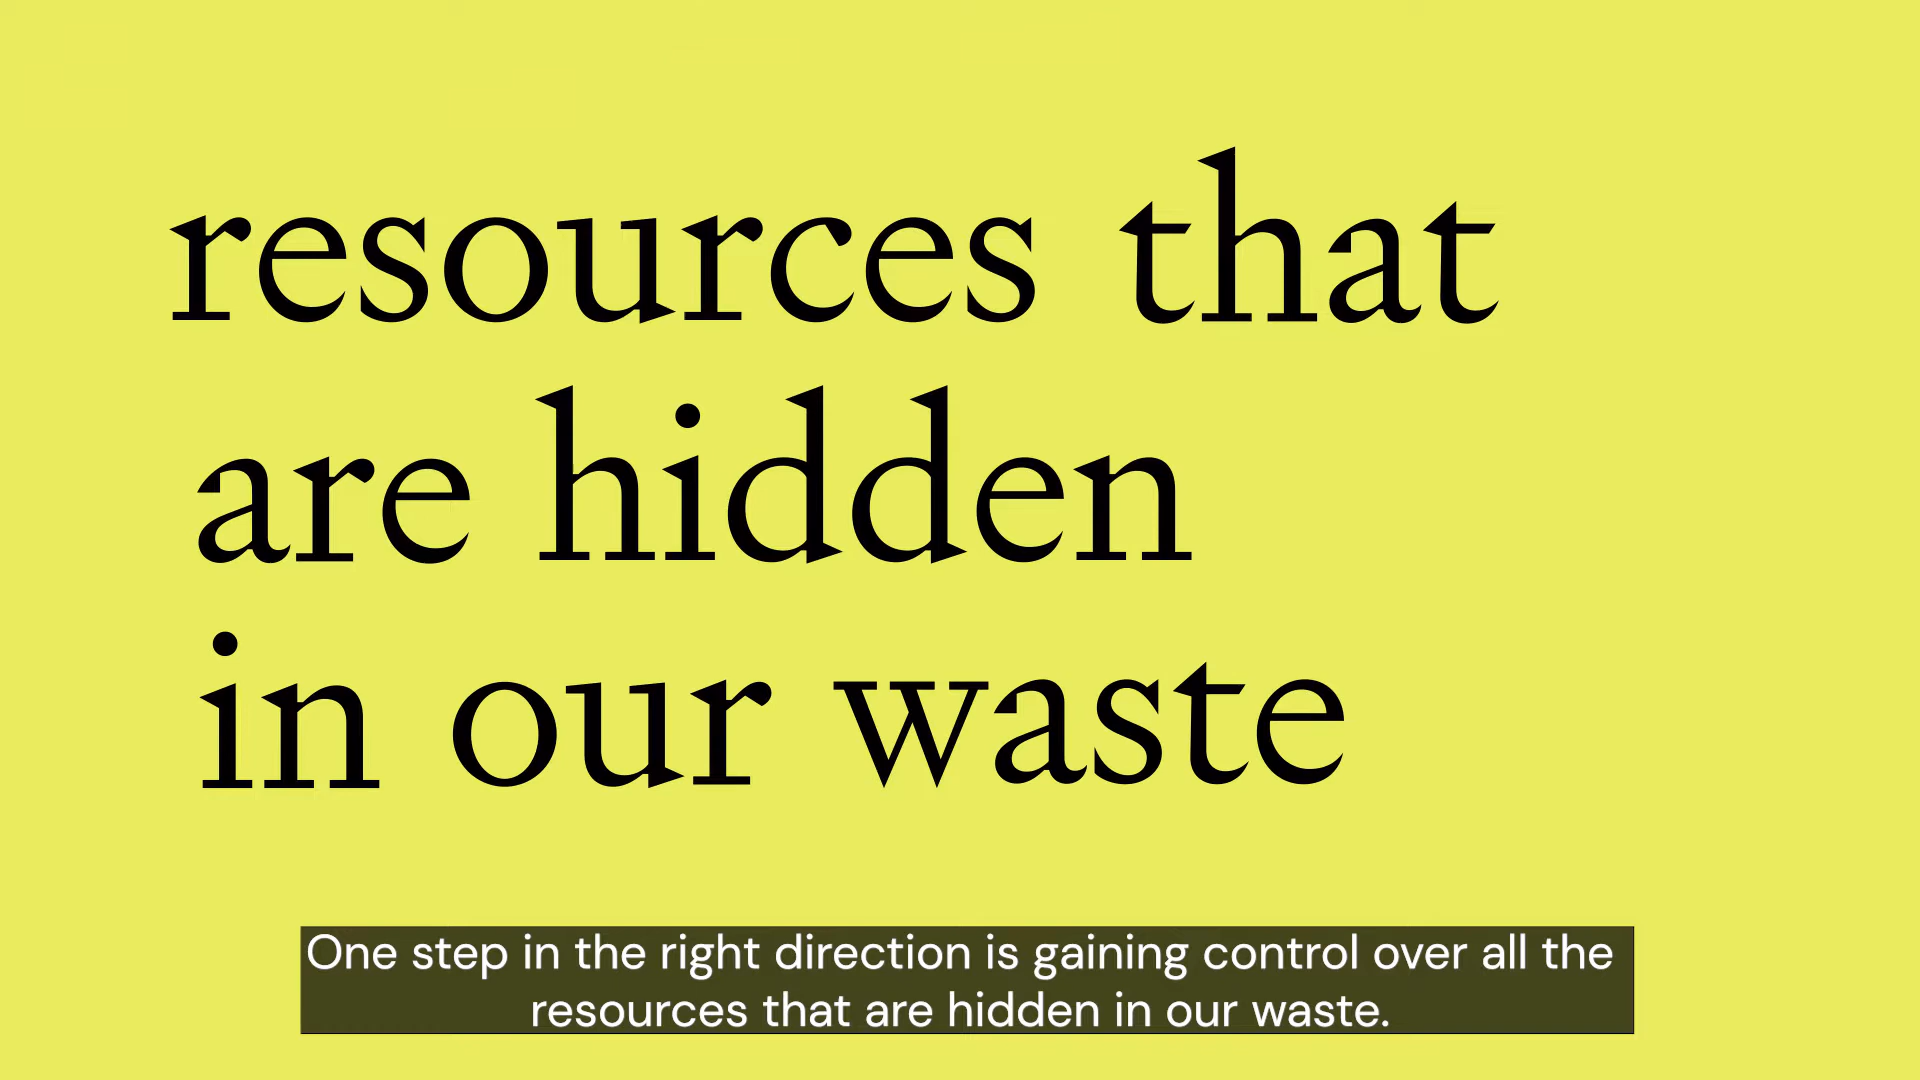 resources that
are hidden
in our waste
One step in the right direction is gaining control over all the
resources that are hidden in our waste.